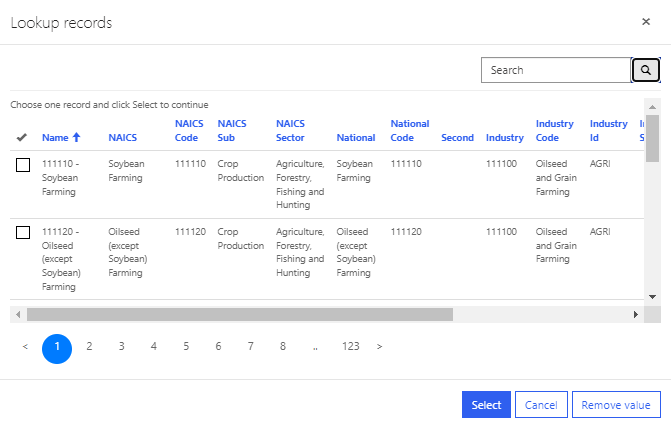 Lookup records
×
Search
Choose one record and click Select to continue
NAICS NAICS NAICS National Industry Industry
Name NAICS Code Sub Sector National Code Second Industry Code Id
111110 - Soybean 111110 Crop Agriculture, Soybean 111110 111100 Oilseed AGRI
Soybean Farming Production Forestry, Farming and Grain
Farming Fishing and Farming
Hunting
111120 - Oilseed 111120 Crop Agriculture, Oilseed 111120 111100 Oilseed AGRI
Oilseed (except Production Forestry, (except and Grain
(except Soybean) Fishing and Soybean) Farming
Soybean) Farming Hunting Farming
Farming
< 1 2 3 4 5 6 7 8 .. 123 >
Select Cancel Remove value